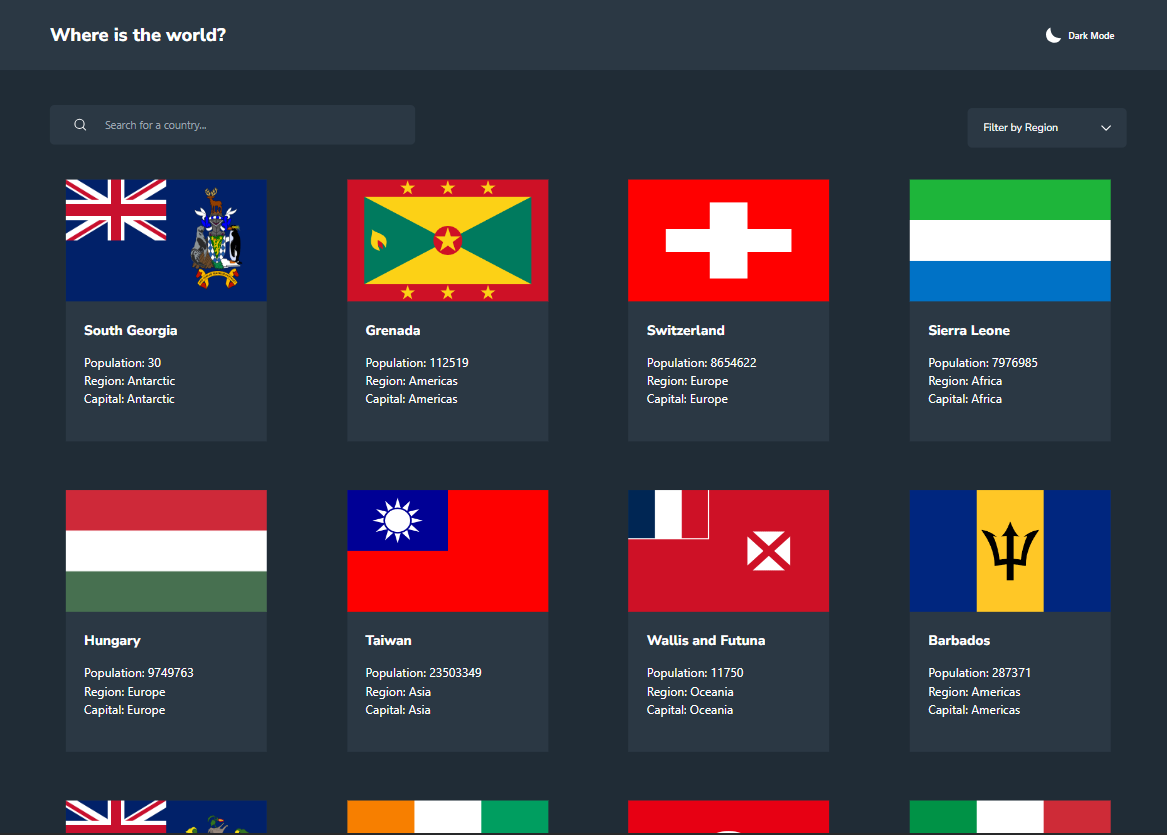 Where is the world?
Dark Mode
Search for a country...
Filter by Region
South Georgia
Population: 30
Region: Antarctic
Capital: Antarctic
Grenada
Population: 112519
Region: Americas
Capital: Americas
Switzerland
Population: 8654622
Region: Europe
Capital: Europe
Sierra Leone
Population: 7976985
Region: Africa
Capital: Africa
Hungary
Population: 9749763
Region: Europe
Capital: Europe
Taiwan
Population: 23503349
Region: Asia
Capital: Asia
Wallis and Futuna
Population: 11750
Region: Oceania
Capital: Oceania
Barbados
Population: 287371
Region: Americas
Capital: Americas